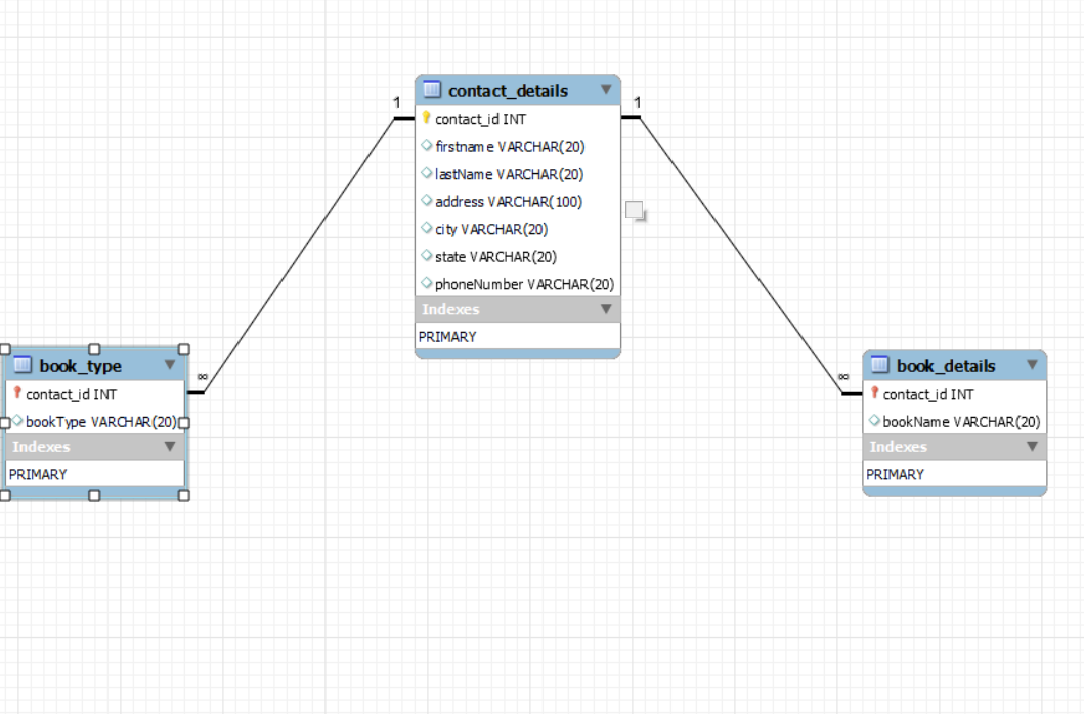 contact_details
1
1
contact_id INT
firstname VARCHAR(20)
lastName VARCHAR(20)
address VARCHAR(100)
city VARCHAR(20)
state VARCHAR(20)
phoneNumber VARCHAR(20)
Indexes
PRIMARY
book_type
∞
contact_id INT
bookType VARCHAR(20)
Indexes
PRIMARY
∞
book_details
contact_id INT
bookName VARCHAR(20)
Indexes
PRIMARY